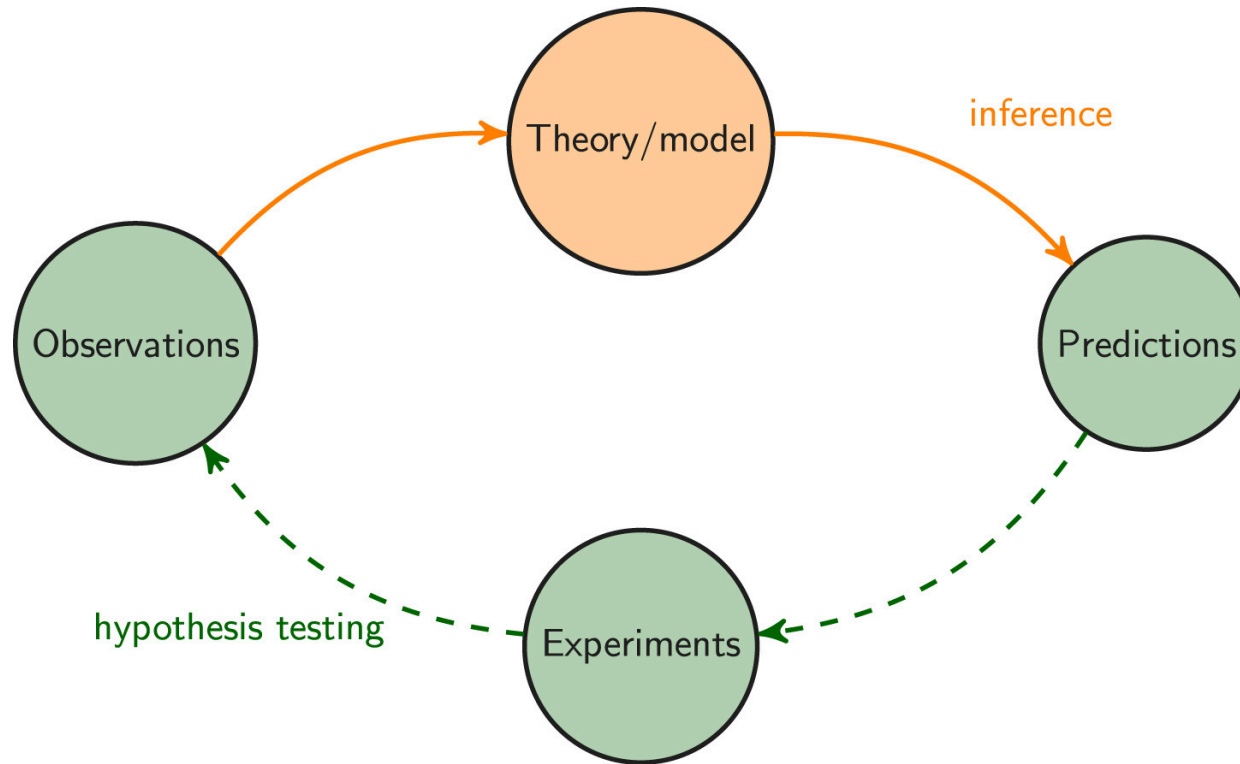 Theory/model
inference
Observations
Predictions
hypothesis testing
Experiments